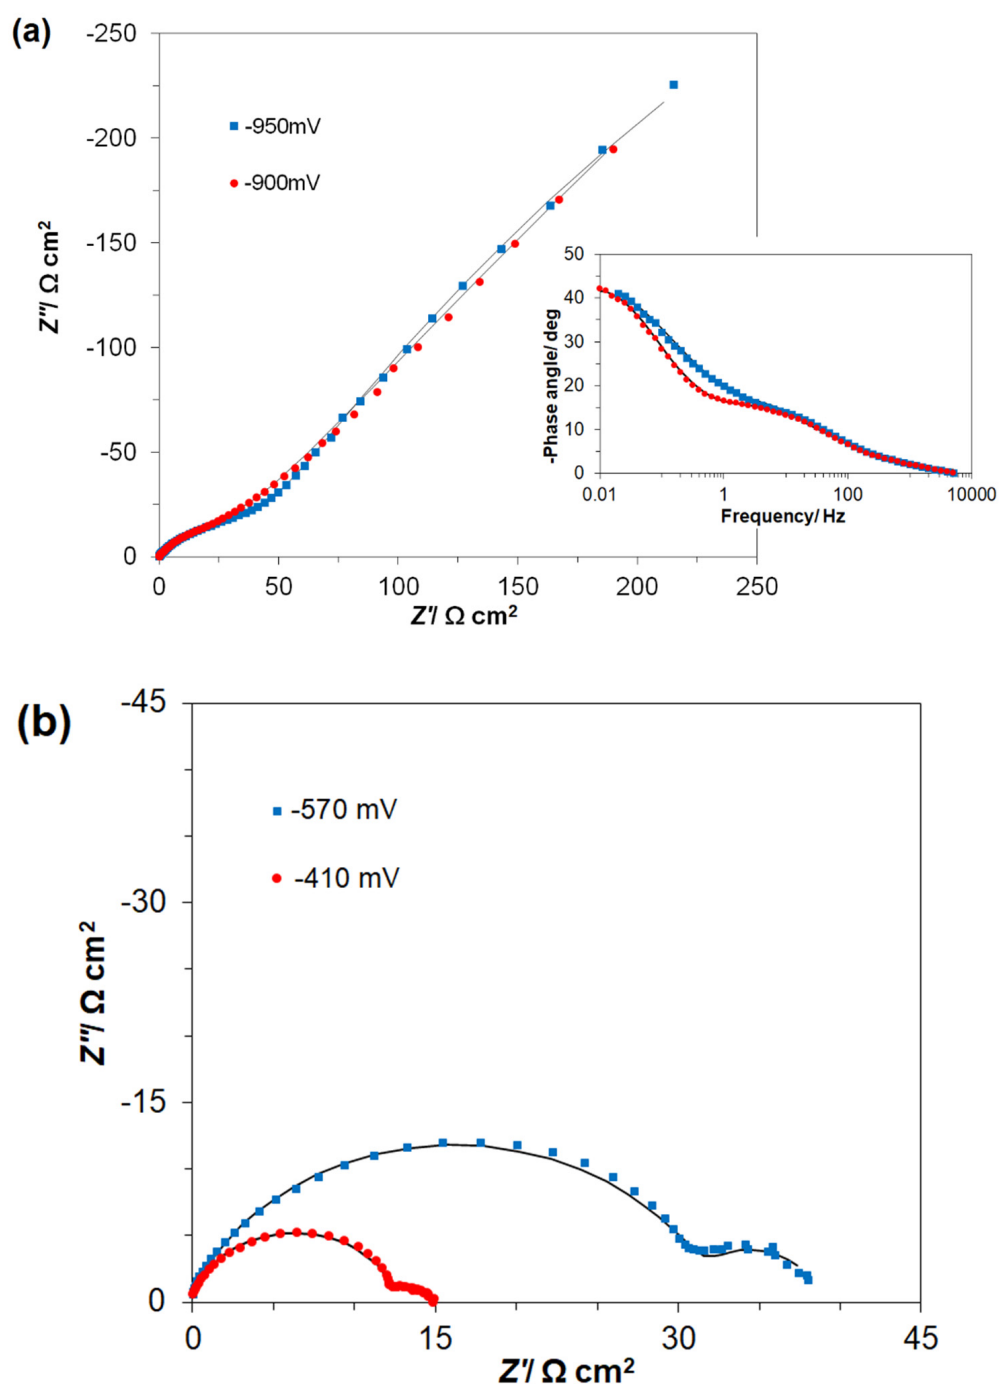 (a)
-250
-200
-150
-100
-50
0
Z"/ Ω cm²
-950mV
-900mV
0 50 100 150 200 250
Z'/ Ω cm²
50
40
30
20
10
0
-Phase angle/ deg
0.01 1 100 10000
Frequency/ Hz
(b)
-45
-30
-15
0
Z"/ Ω cm²
-570 mV
-410 mV
0 15 30 45
Z'/ Ω cm²